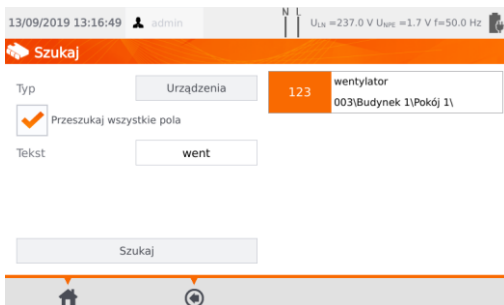 13/09/2019 13:16:49 admin N L U_LN =237.0 V U_NPE =1.7 V f=50.0 Hz
Szukaj
Typ Urządzenia
Przeszukaj wszystkie pola
Tekst went
Szukaj
123 wentylator
003\Budynek 1\Pokój 1\